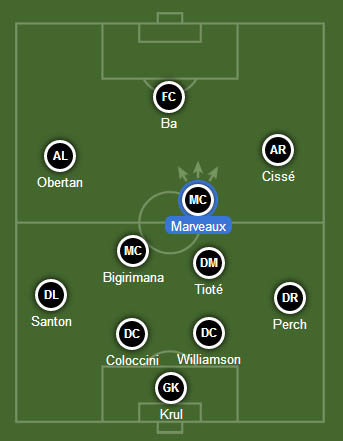 FC
Ba
AL
Obertan
AR
Cissé
MC
Marveaux
MC
Bigirimana
DM
Tioté
DL
Santon
DR
Perch
DC
Coloccini
DC
Williamson
GK
Krul